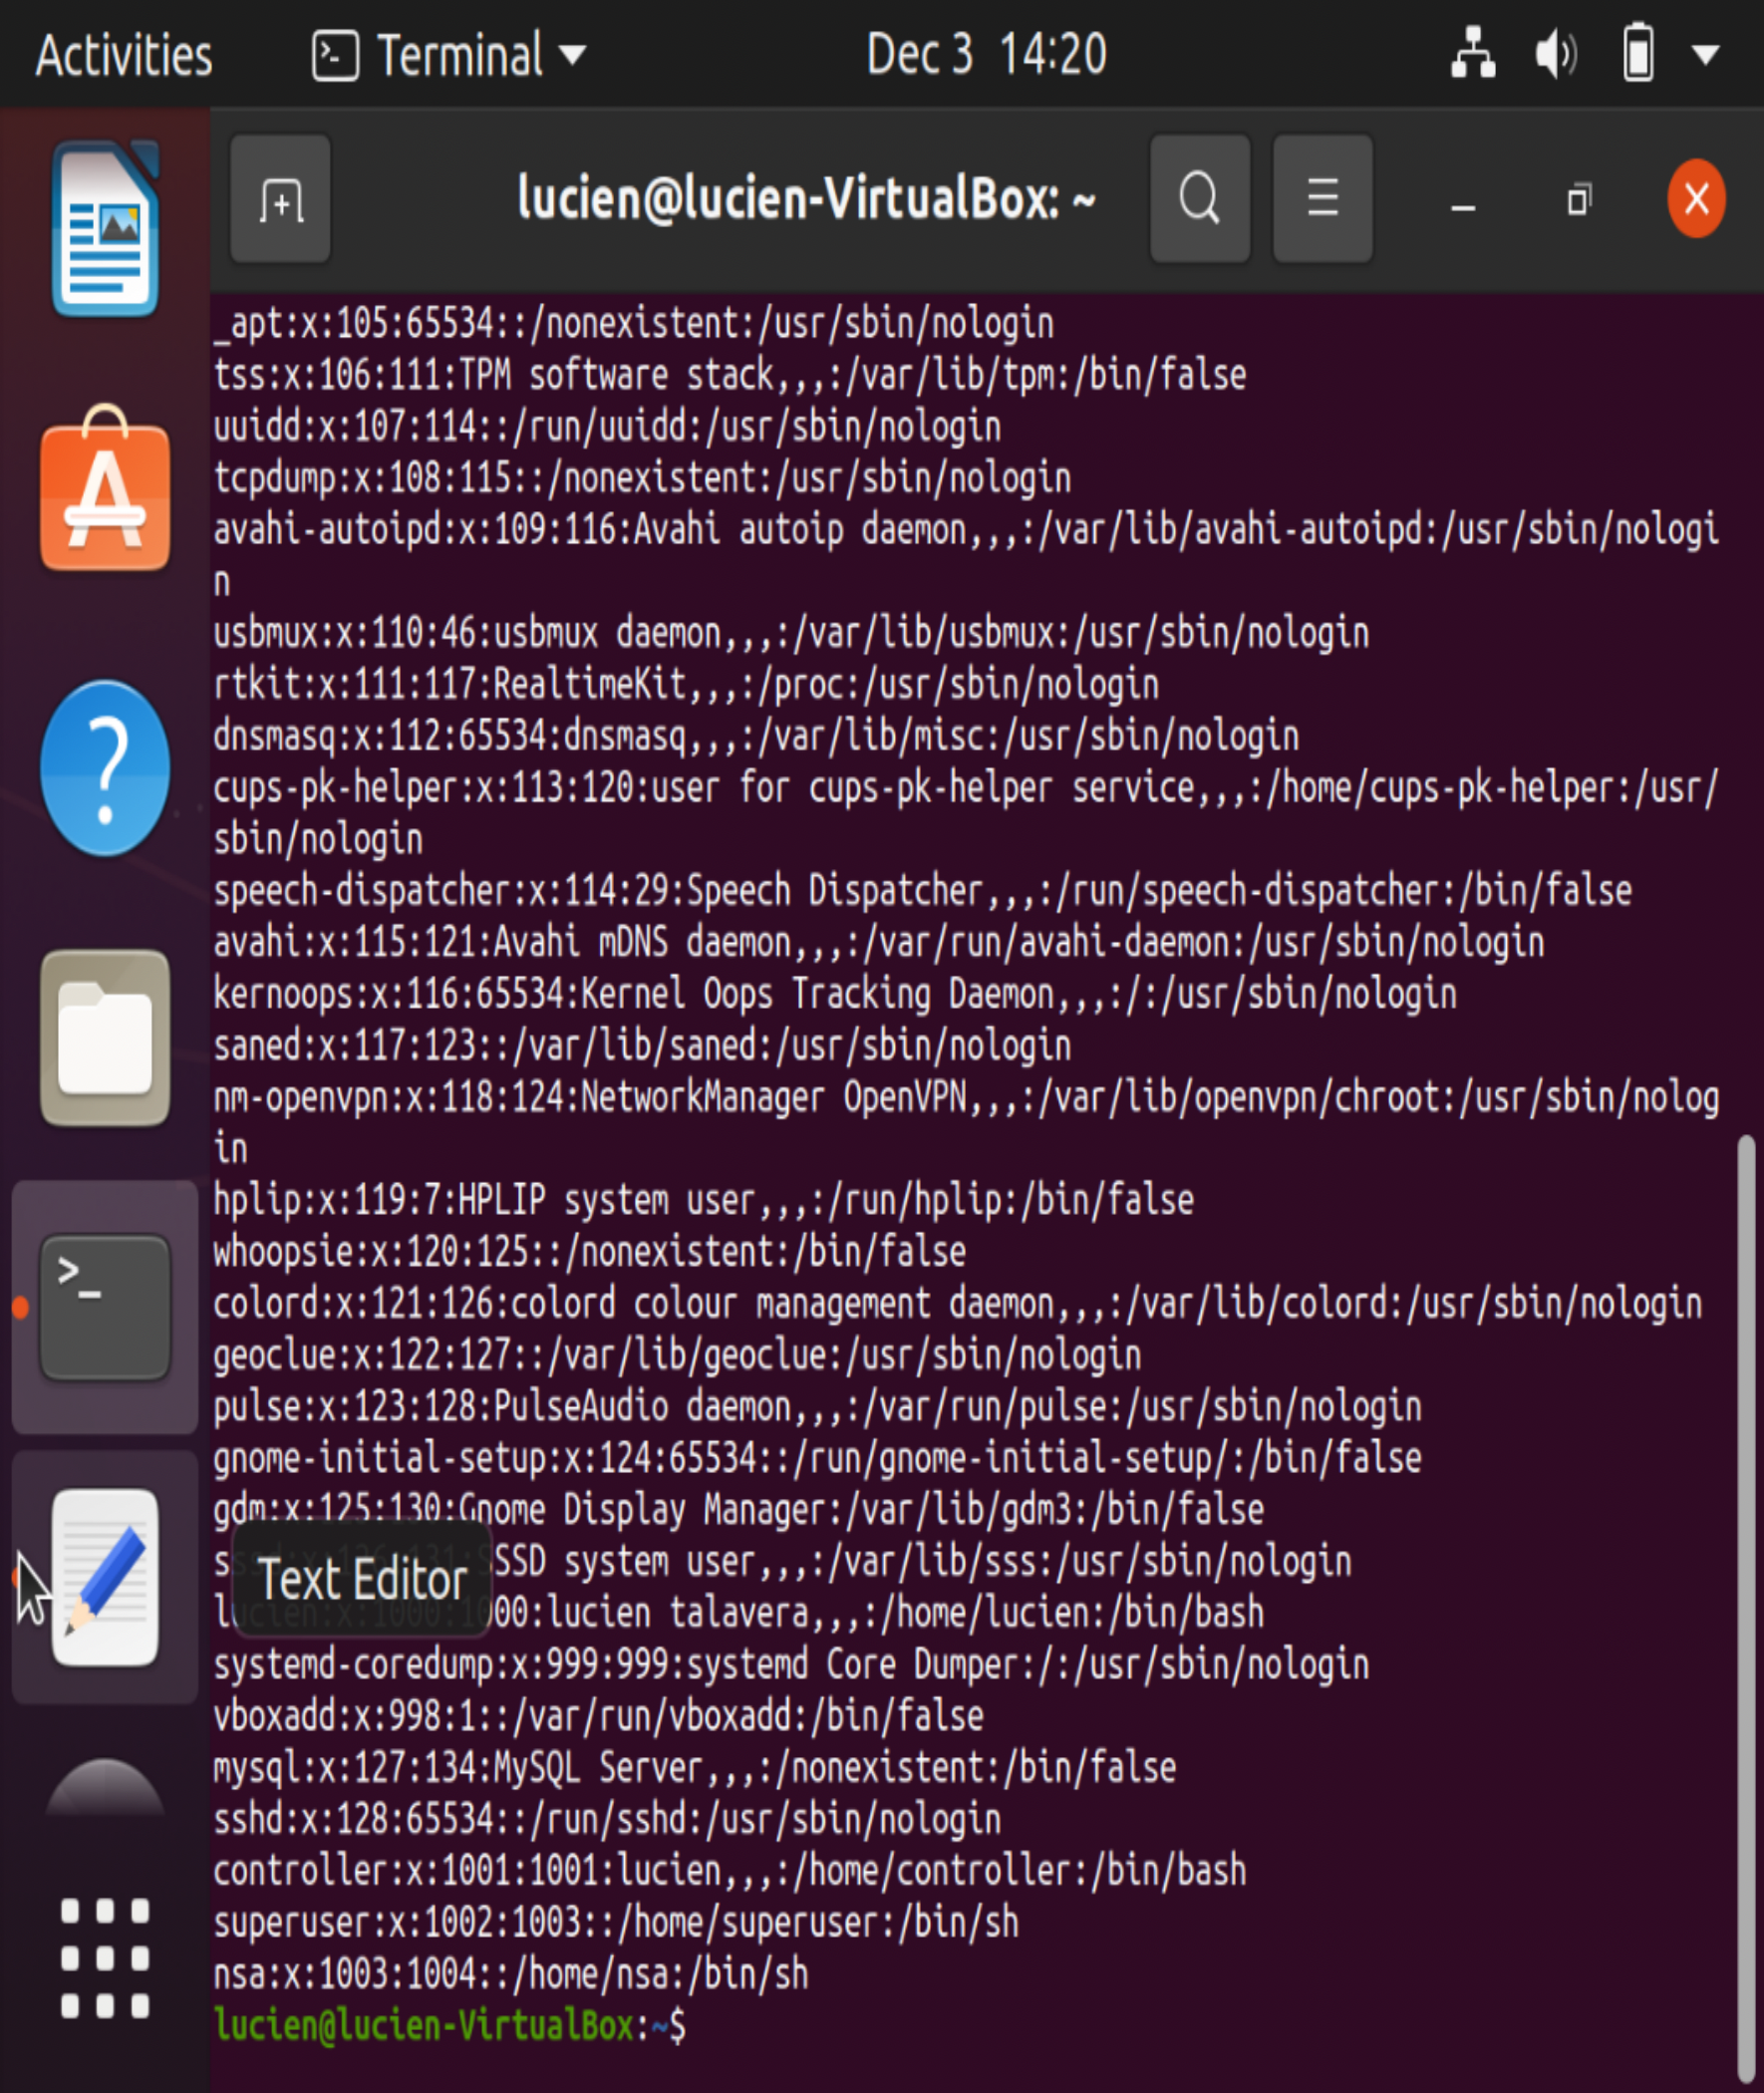 Activities
Terminal
Dec 3 14:20
lucien@lucien-VirtualBox: ~
_apt:x:105:65534::/nonexistent:/usr/sbin/nologin
tss:x:106:111:TPM software stack,,,:/var/lib/tpm:/bin/false
uuidd:x:107:114::/run/uuidd:/usr/sbin/nologin
tcpdump:x:108:115::/nonexistent:/usr/sbin/nologin
avahi-autoipd:x:109:116:Avahi autoip daemon,,,:/var/lib/avahi-autoipd:/usr/sbin/nologi
n
usbmux:x:110:46:usbmux daemon,,,:/var/lib/usbmux:/usr/sbin/nologin
rtkit:x:111:117:RealtimeKit,,,:/proc:/usr/sbin/nologin
dnsmasq:x:112:65534:dnsmasq,,,:/var/lib/misc:/usr/sbin/nologin
cups-pk-helper:x:113:120:user for cups-pk-helper service,,,:/home/cups-pk-helper:/usr/
sbin/nologin
speech-dispatcher:x:114:29:Speech Dispatcher,,,:/run/speech-dispatcher:/bin/false
avahi:x:115:121:Avahi mDNS daemon,,,:/var/run/avahi-daemon:/usr/sbin/nologin
kernoops:x:116:65534:Kernel Oops Tracking Daemon,,,:/:/usr/sbin/nologin
saned:x:117:123::/var/lib/saned:/usr/sbin/nologin
nm-openvpn:x:118:124:NetworkManager OpenVPN,,,:/var/lib/openvpn/chroot:/usr/sbin/nolog
in
hplip:x:119:7:HPLIP system user,,,:/run/hplip:/bin/false
whoopsie:x:120:125::/nonexistent:/bin/false
colord:x:121:126:colord colour management daemon,,,:/var/lib/colord:/usr/sbin/nologin
geoclue:x:122:127::/var/lib/geoclue:/usr/sbin/nologin
pulse:x:123:128:PulseAudio daemon,,,:/var/run/pulse:/usr/sbin/nologin
gnome-initial-setup:x:124:65534::/run/gnome-initial-setup/:/bin/false
gdm:x:125:130:Gnome Display Manager:/var/lib/gdm3:/bin/false
sssd:x:126:131:SSSD system user,,,:/var/lib/sss:/usr/sbin/nologin
Text Editor
lucien:x:1000:1000:lucien talavera,,,:/home/lucien:/bin/bash
systemd-coredump:x:999:999:systemd Core Dumper:/:/usr/sbin/nologin
vboxadd:x:998:1::/var/run/vboxadd:/bin/false
mysql:x:127:134:MySQL Server,,,:/nonexistent:/bin/false
sshd:x:128:65534::/run/sshd:/usr/sbin/nologin
controller:x:1001:1001:lucien,,,:/home/controller:/bin/bash
superuser:x:1002:1003::/home/superuser:/bin/sh
nsa:x:1003:1004::/home/nsa:/bin/sh
lucien@lucien-VirtualBox:~$